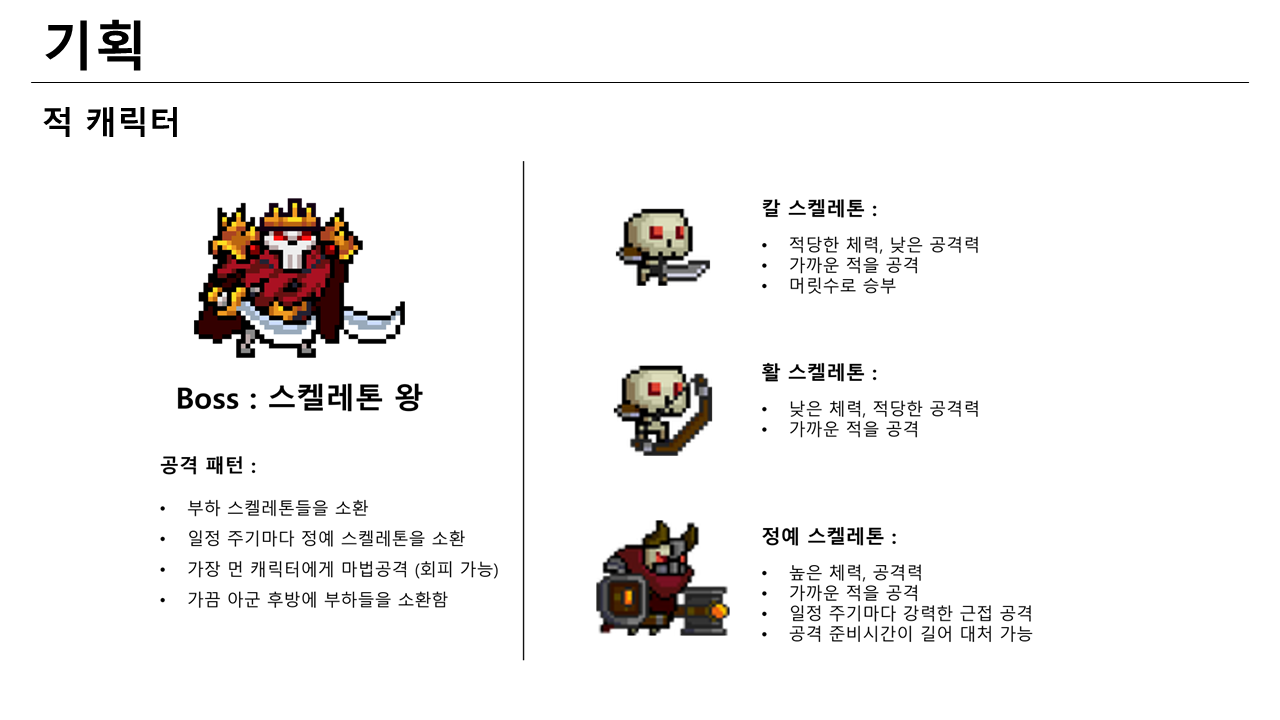 기획
적 캐릭터
Boss : 스켈레톤 왕
공격 패턴 :
• 부하 스켈레톤들을 소환
• 일정 주기마다 정예 스켈레톤을 소환
• 가장 먼 캐릭터에게 마법공격 (회피 가능)
• 가끔 아군 후방에 부하들을 소환함
칼 스켈레톤 :
• 적당한 체력, 낮은 공격력
• 가까운 적을 공격
• 머릿수로 승부
활 스켈레톤 :
• 낮은 체력, 적당한 공격력
• 가까운 적을 공격
정예 스켈레톤 :
• 높은 체력, 공격력
• 가까운 적을 공격
• 일정 주기마다 강력한 근접 공격
• 공격 준비시간이 길어 대처 가능